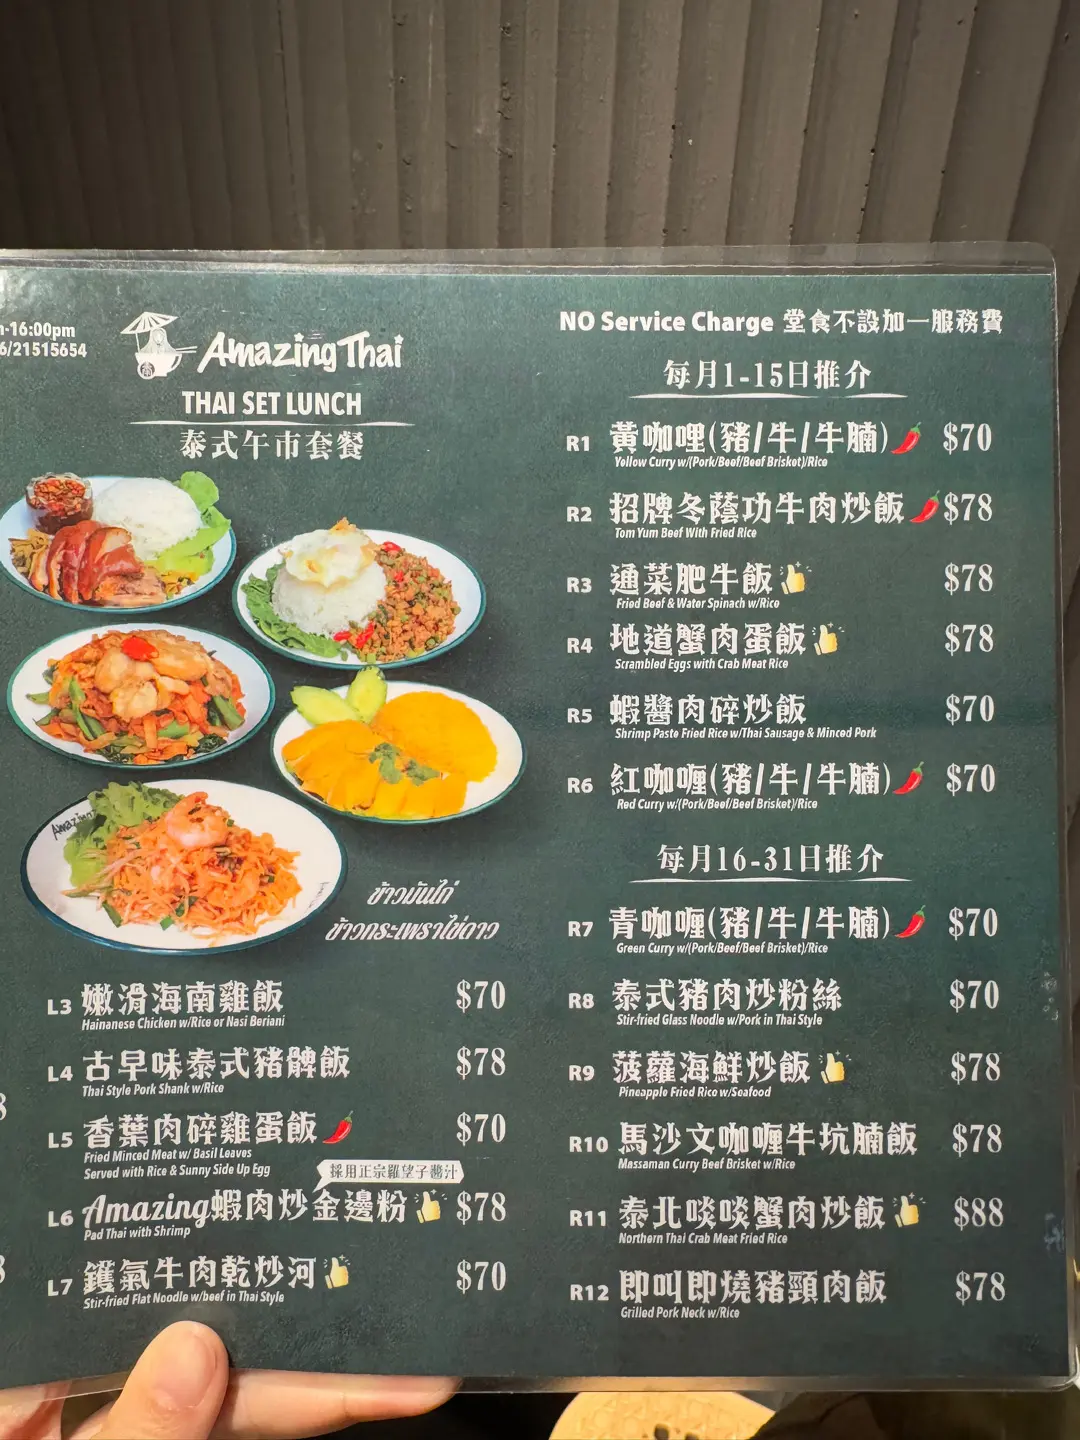 -16:00pm
6/21515654
Amazing Thai
THAI SET LUNCH
泰式午市套餐
Amazing
ข้าวมันไก่
ข้าวกระเพราไข่ดาว
L3 嫩滑海南雞飯 $70
Hainanese Chicken w/Rice or Nasi Beriani
L4 古早味泰式豬髀飯 $78
Thai Style Pork Shank w/Rice
L5 香葉肉碎雞蛋飯 $70
Fried Minced Meat w/ Basil Leaves
Served with Rice & Sunny Side Up Egg
採用正宗羅望子醬汁
L6 Amazing蝦肉炒金邊粉 $78
Pad Thai with Shrimp
L7 鑊氣牛肉乾炒河 $70
Stir-fried Flat Noodle w/beef in Thai Style
NO Service Charge 堂食不設加一服務費
每月1-15日推介
R1 黃咖哩(豬/牛/牛腩) $70
Yellow Curry w/(Pork/Beef/Beef Brisket)/Rice
R2 招牌冬蔭功牛肉炒飯 $78
Tom Yum Beef With Fried Rice
R3 通菜肥牛飯 $78
Fried Beef & Water Spinach w/Rice
R4 地道蟹肉蛋飯 $78
Scrambled Eggs with Crab Meat Rice
R5 蝦醬肉碎炒飯 $70
Shrimp Paste Fried Rice w/Thai Sausage & Minced Pork
R6 紅咖喱(豬/牛/牛腩) $70
Red Curry w/(Pork/Beef/Beef Brisket)/Rice
每月16-31日推介
R7 青咖喱(豬/牛/牛腩) $70
Green Curry w/(Pork/Beef/Beef Brisket)/Rice
R8 泰式豬肉炒粉絲 $70
Stir-fried Glass Noodle w/Pork in Thai Style
R9 菠蘿海鮮炒飯 $78
Pineapple Fried Rice w/Seafood
R10 馬沙文咖喱牛坑腩飯 $78
Massaman Curry Beef Brisket w/Rice
R11 泰北啖啖蟹肉炒飯 $88
Northern Thai Crab Meat Fried Rice
R12 即叫即燒豬頸肉飯 $78
Grilled Pork Neck w/Rice